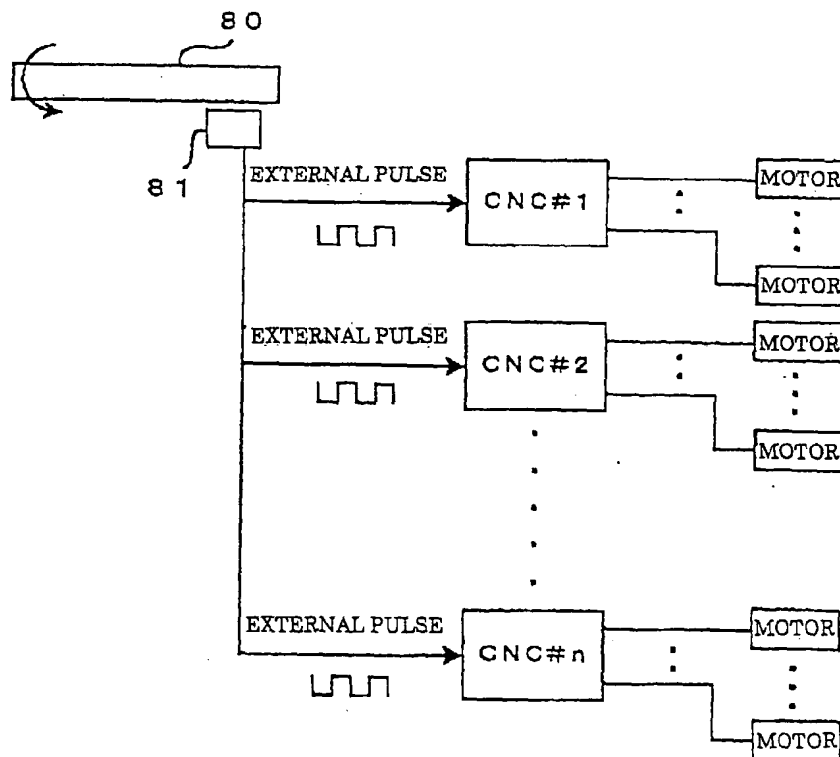 80
81
EXTERNAL PULSE
CNC#1
MOTOR
MOTOR
EXTERNAL PULSE
CNC#2
MOTOR
MOTOR
EXTERNAL PULSE
CNC#n
MOTOR
MOTOR